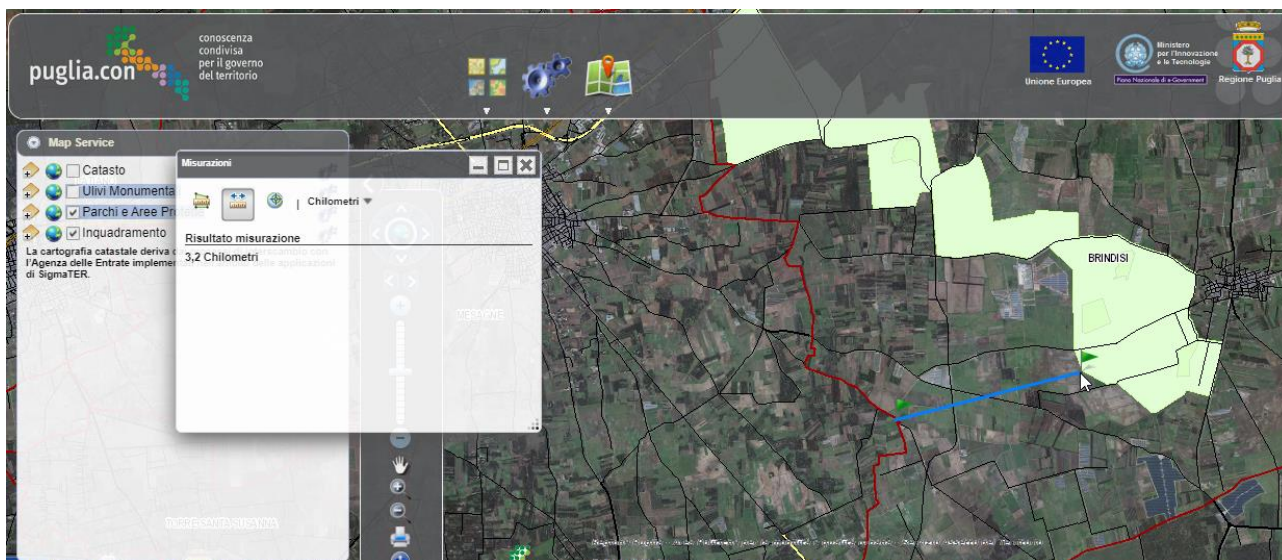 puglia.con
conoscenza
condivisa
per il governo
del territorio
Unione Europea
Ministero
per l'Innovazione
e le Tecnologie
Piano Nazionale di e-Government
Regione Puglia
Map Service
Catasto
Ulivi Monumenta
Parchi e Aree Pro
Inquadramento
La cartografia catastale deriva
l'Agenzia delle Entrate implemen
di SigmaTER.
Misurazioni
Chilometri
Risultato misurazione
3,2 Chilometri
MESAGNE
BRINDISI
TORRE SANTA SUSANNA